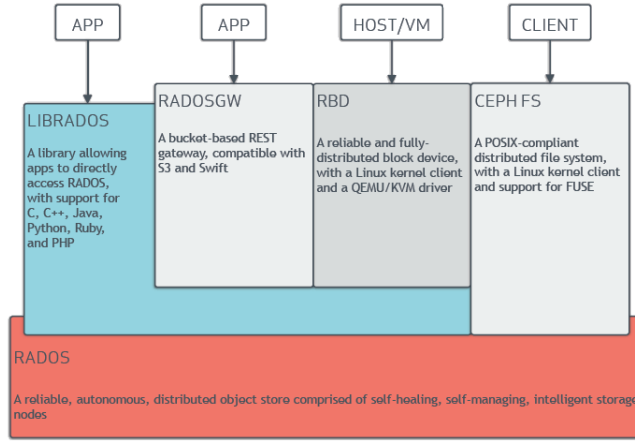 APP
APP
HOST/VM
CLIENT
LIBRADOS
A library allowing
apps to directly
access RADOS,
with support for
C, C++, Java,
Python, Ruby,
and PHP
RADOSGW
A bucket-based REST
gateway, compatible with
S3 and Swift
RBD
A reliable and fully-
distributed block device,
with a Linux kernel client
and a QEMU/KVM driver
CEPH FS
A POSIX-compliant
distributed file system,
with a Linux kernel client
and support for FUSE
RADOS
A reliable, autonomous, distributed object store comprised of self-healing, self-managing, intelligent storage
nodes